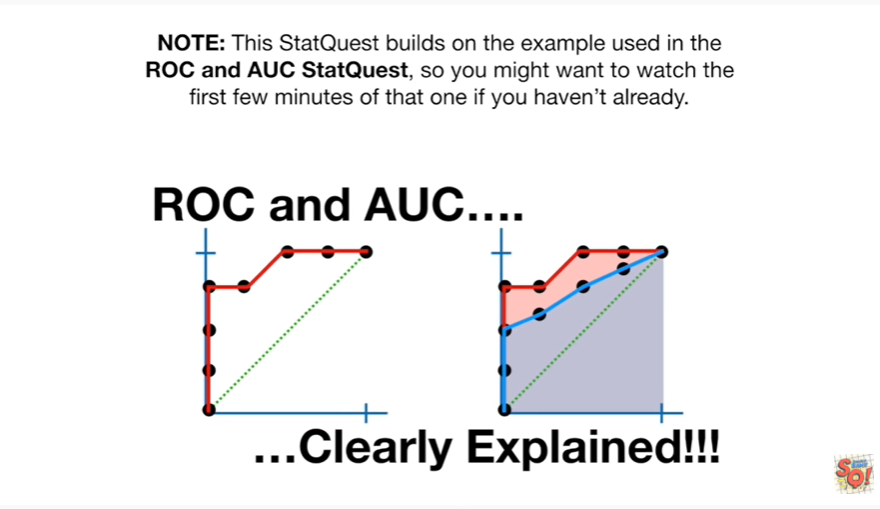 NOTE: This StatQuest builds on the example used in the
ROC and AUC StatQuest, so you might want to watch the
first few minutes of that one if you haven’t already.
ROC and AUC....
...Clearly Explained!!!
SQ!